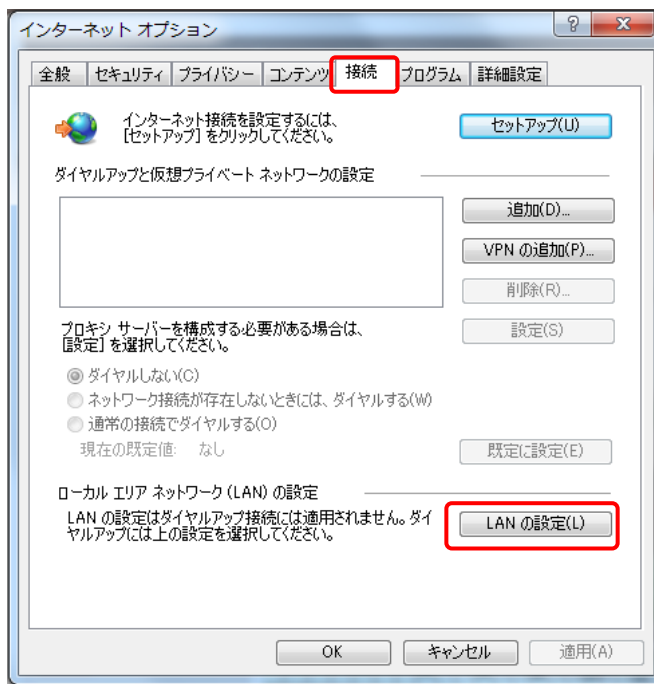 インターネット オプション
全般 セキュリティ プライバシー コンテンツ 接続 プログラム 詳細設定
インターネット接続を設定するには、
[セットアップ] をクリックしてください。
セットアップ(U)
ダイヤルアップと仮想プライベート ネットワークの設定
追加(D)...
VPN の追加(P)...
削除(R)...
プロキシ サーバーを構成する必要がある場合は、
[設定] を選択してください。
設定(S)
ダイヤルしない(C)
ネットワーク接続が存在しないときには、ダイヤルする(W)
通常の接続でダイヤルする(O)
現在の既定値: なし
既定に設定(E)
ローカル エリア ネットワーク (LAN) の設定
LAN の設定はダイヤルアップ接続には適用されません。ダイ
ヤルアップには上の設定を選択してください。
LAN の設定(L)
OK キャンセル 適用(A)